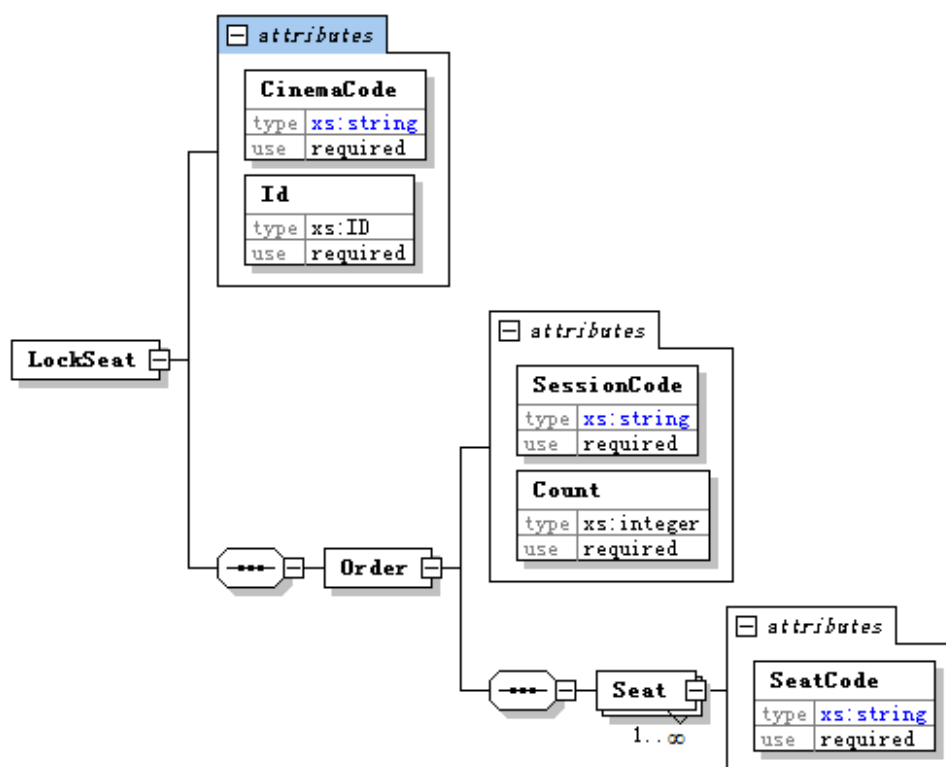 attributes
CinemaCode
type xs:string
use required
Id
type xs:ID
use required
LockSeat
attributes
SessionCode
type xs:string
use required
Count
type xs:integer
use required
Order
attributes
Seat
1..∞
SeatCode
type xs:string
use required